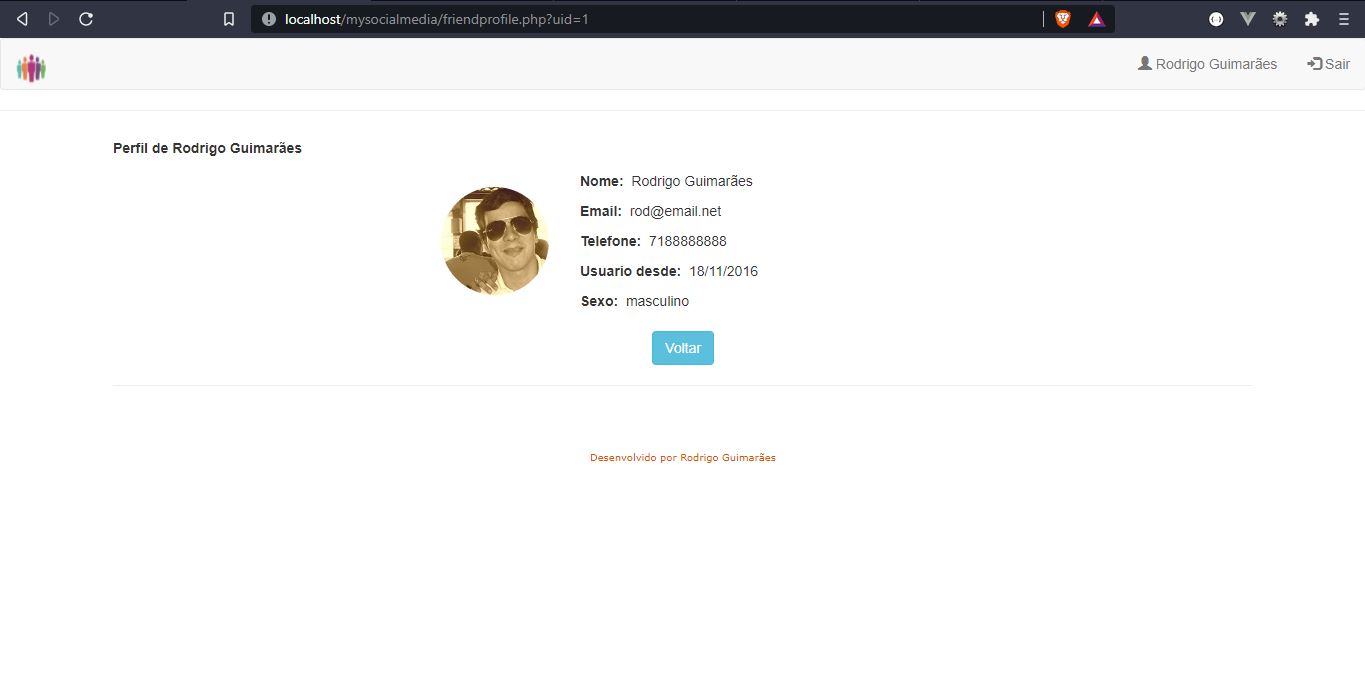 localhost/mysocialmedia/friendprofile.php?uid=1
Rodrigo Guimarães Sair
Perfil de Rodrigo Guimarães
Nome: Rodrigo Guimarães
Email: rod@email.net
Telefone: 7188888888
Usuario desde: 18/11/2016
Sexo: masculino
Voltar
Desenvolvido por Rodrigo Guimarães